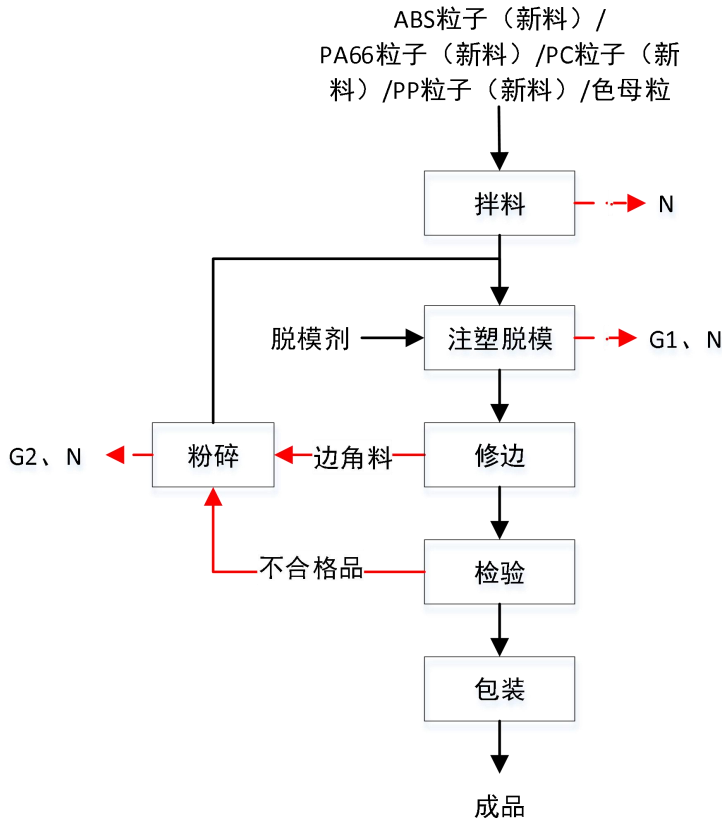 ABS粒子（新料）/
PA66粒子（新料）/PC粒子（新
料）/PP粒子（新料）/色母粒
拌料
N
脱模剂
注塑脱模
G1、N
G2、N
粉碎
边角料
修边
不合格品
检验
包装
成品